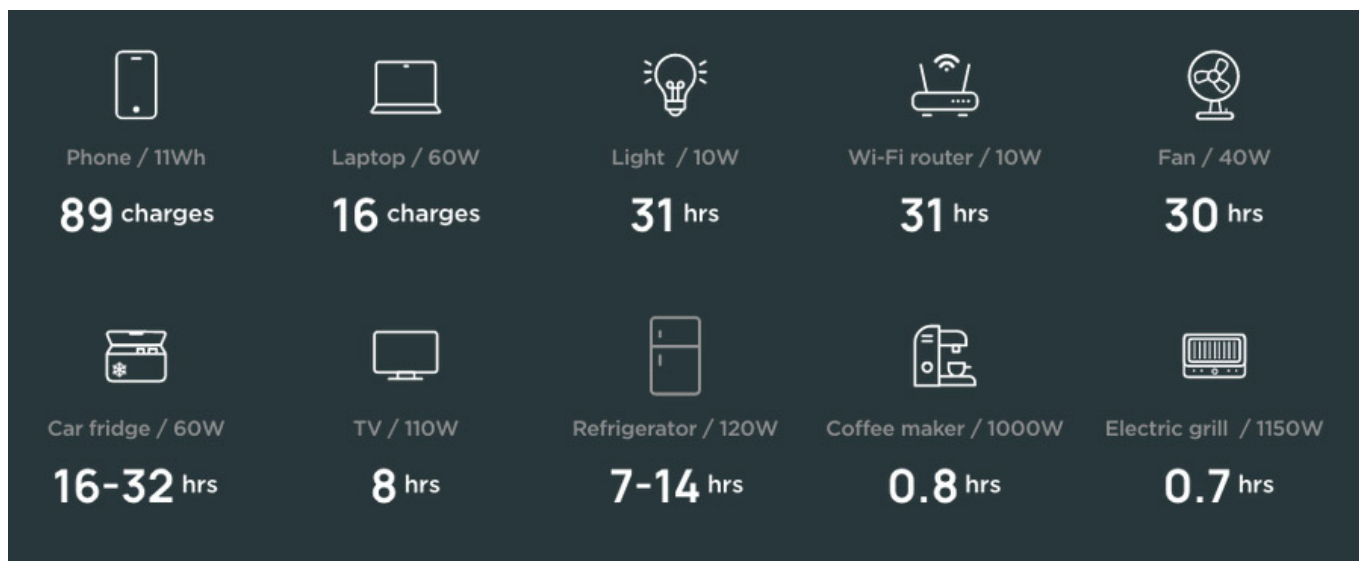 Phone / 11Wh
89 charges
Laptop / 60W
16 charges
Light / 10W
31 hrs
Wi-Fi router / 10W
31 hrs
Fan / 40W
30 hrs
Car fridge / 60W
16-32 hrs
TV / 110W
8 hrs
Refrigerator / 120W
7-14 hrs
Coffee maker / 1000W
0.8 hrs
Electric grill / 1150W
0.7 hrs